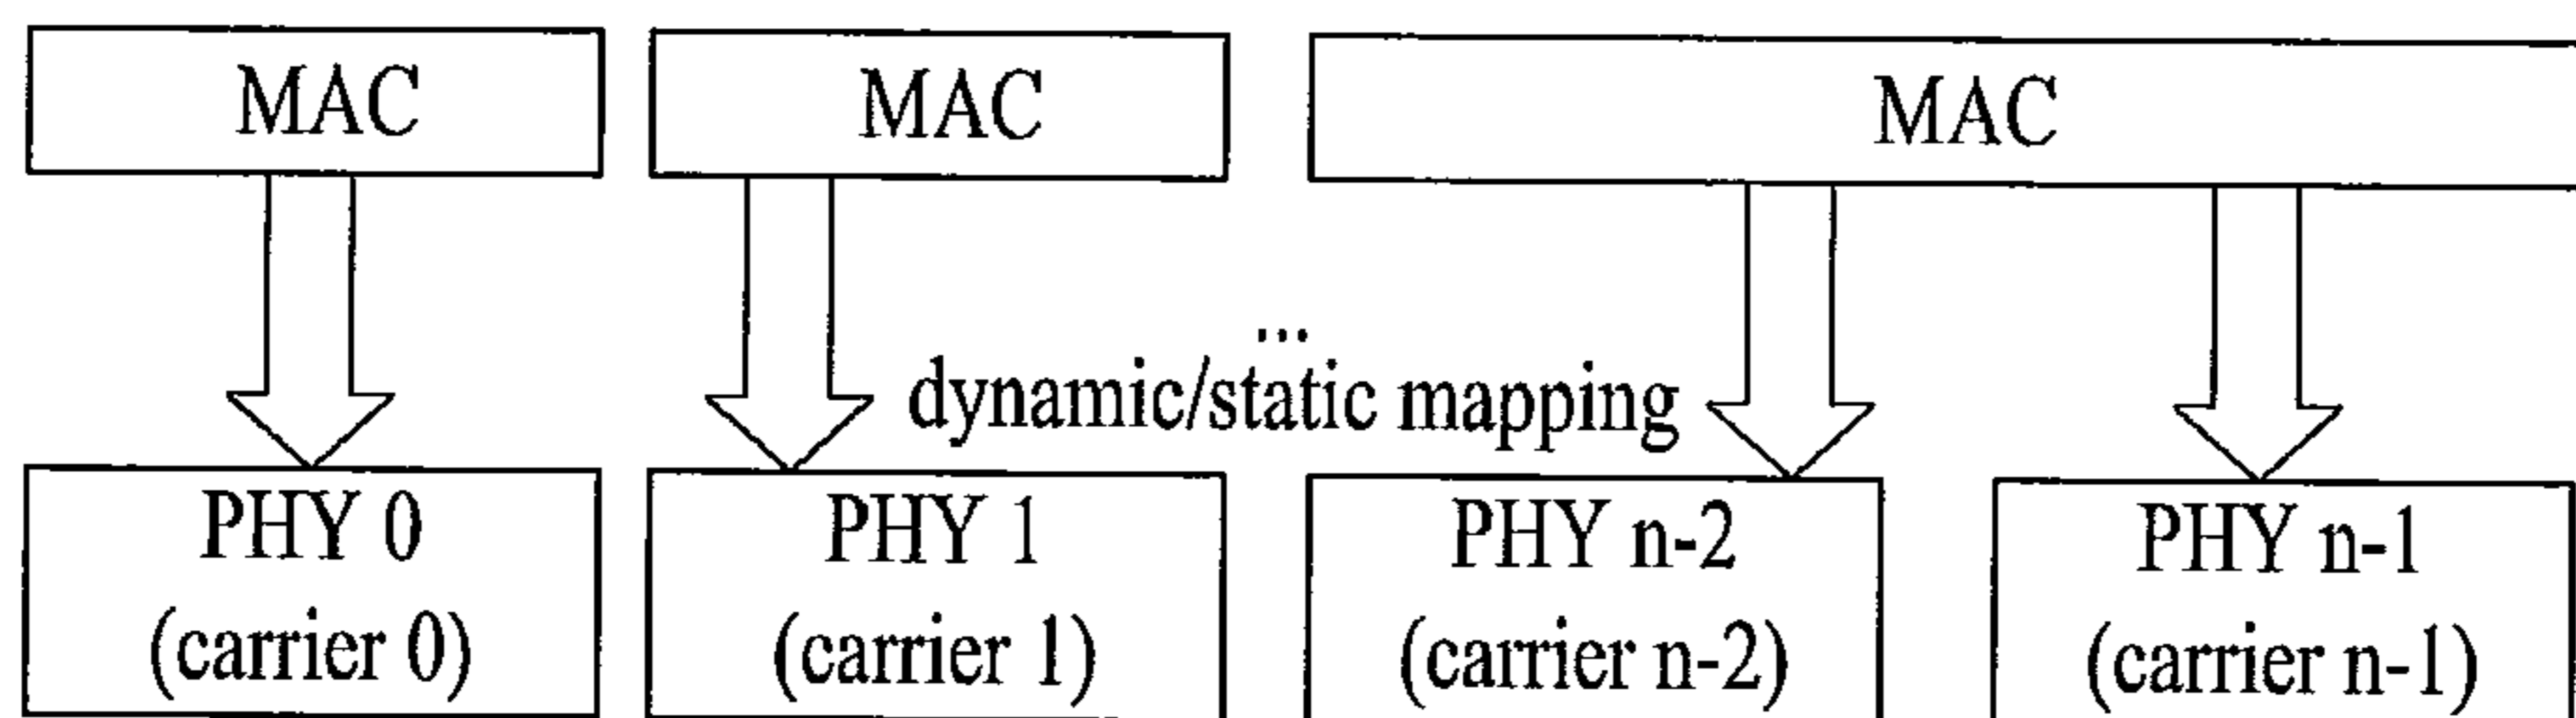 MAC MAC MAC
...
dynamic/static mapping
PHY 0 PHY 1 PHY n-2 PHY n-1
(carrier 0) (carrier 1) (carrier n-2) (carrier n-1)